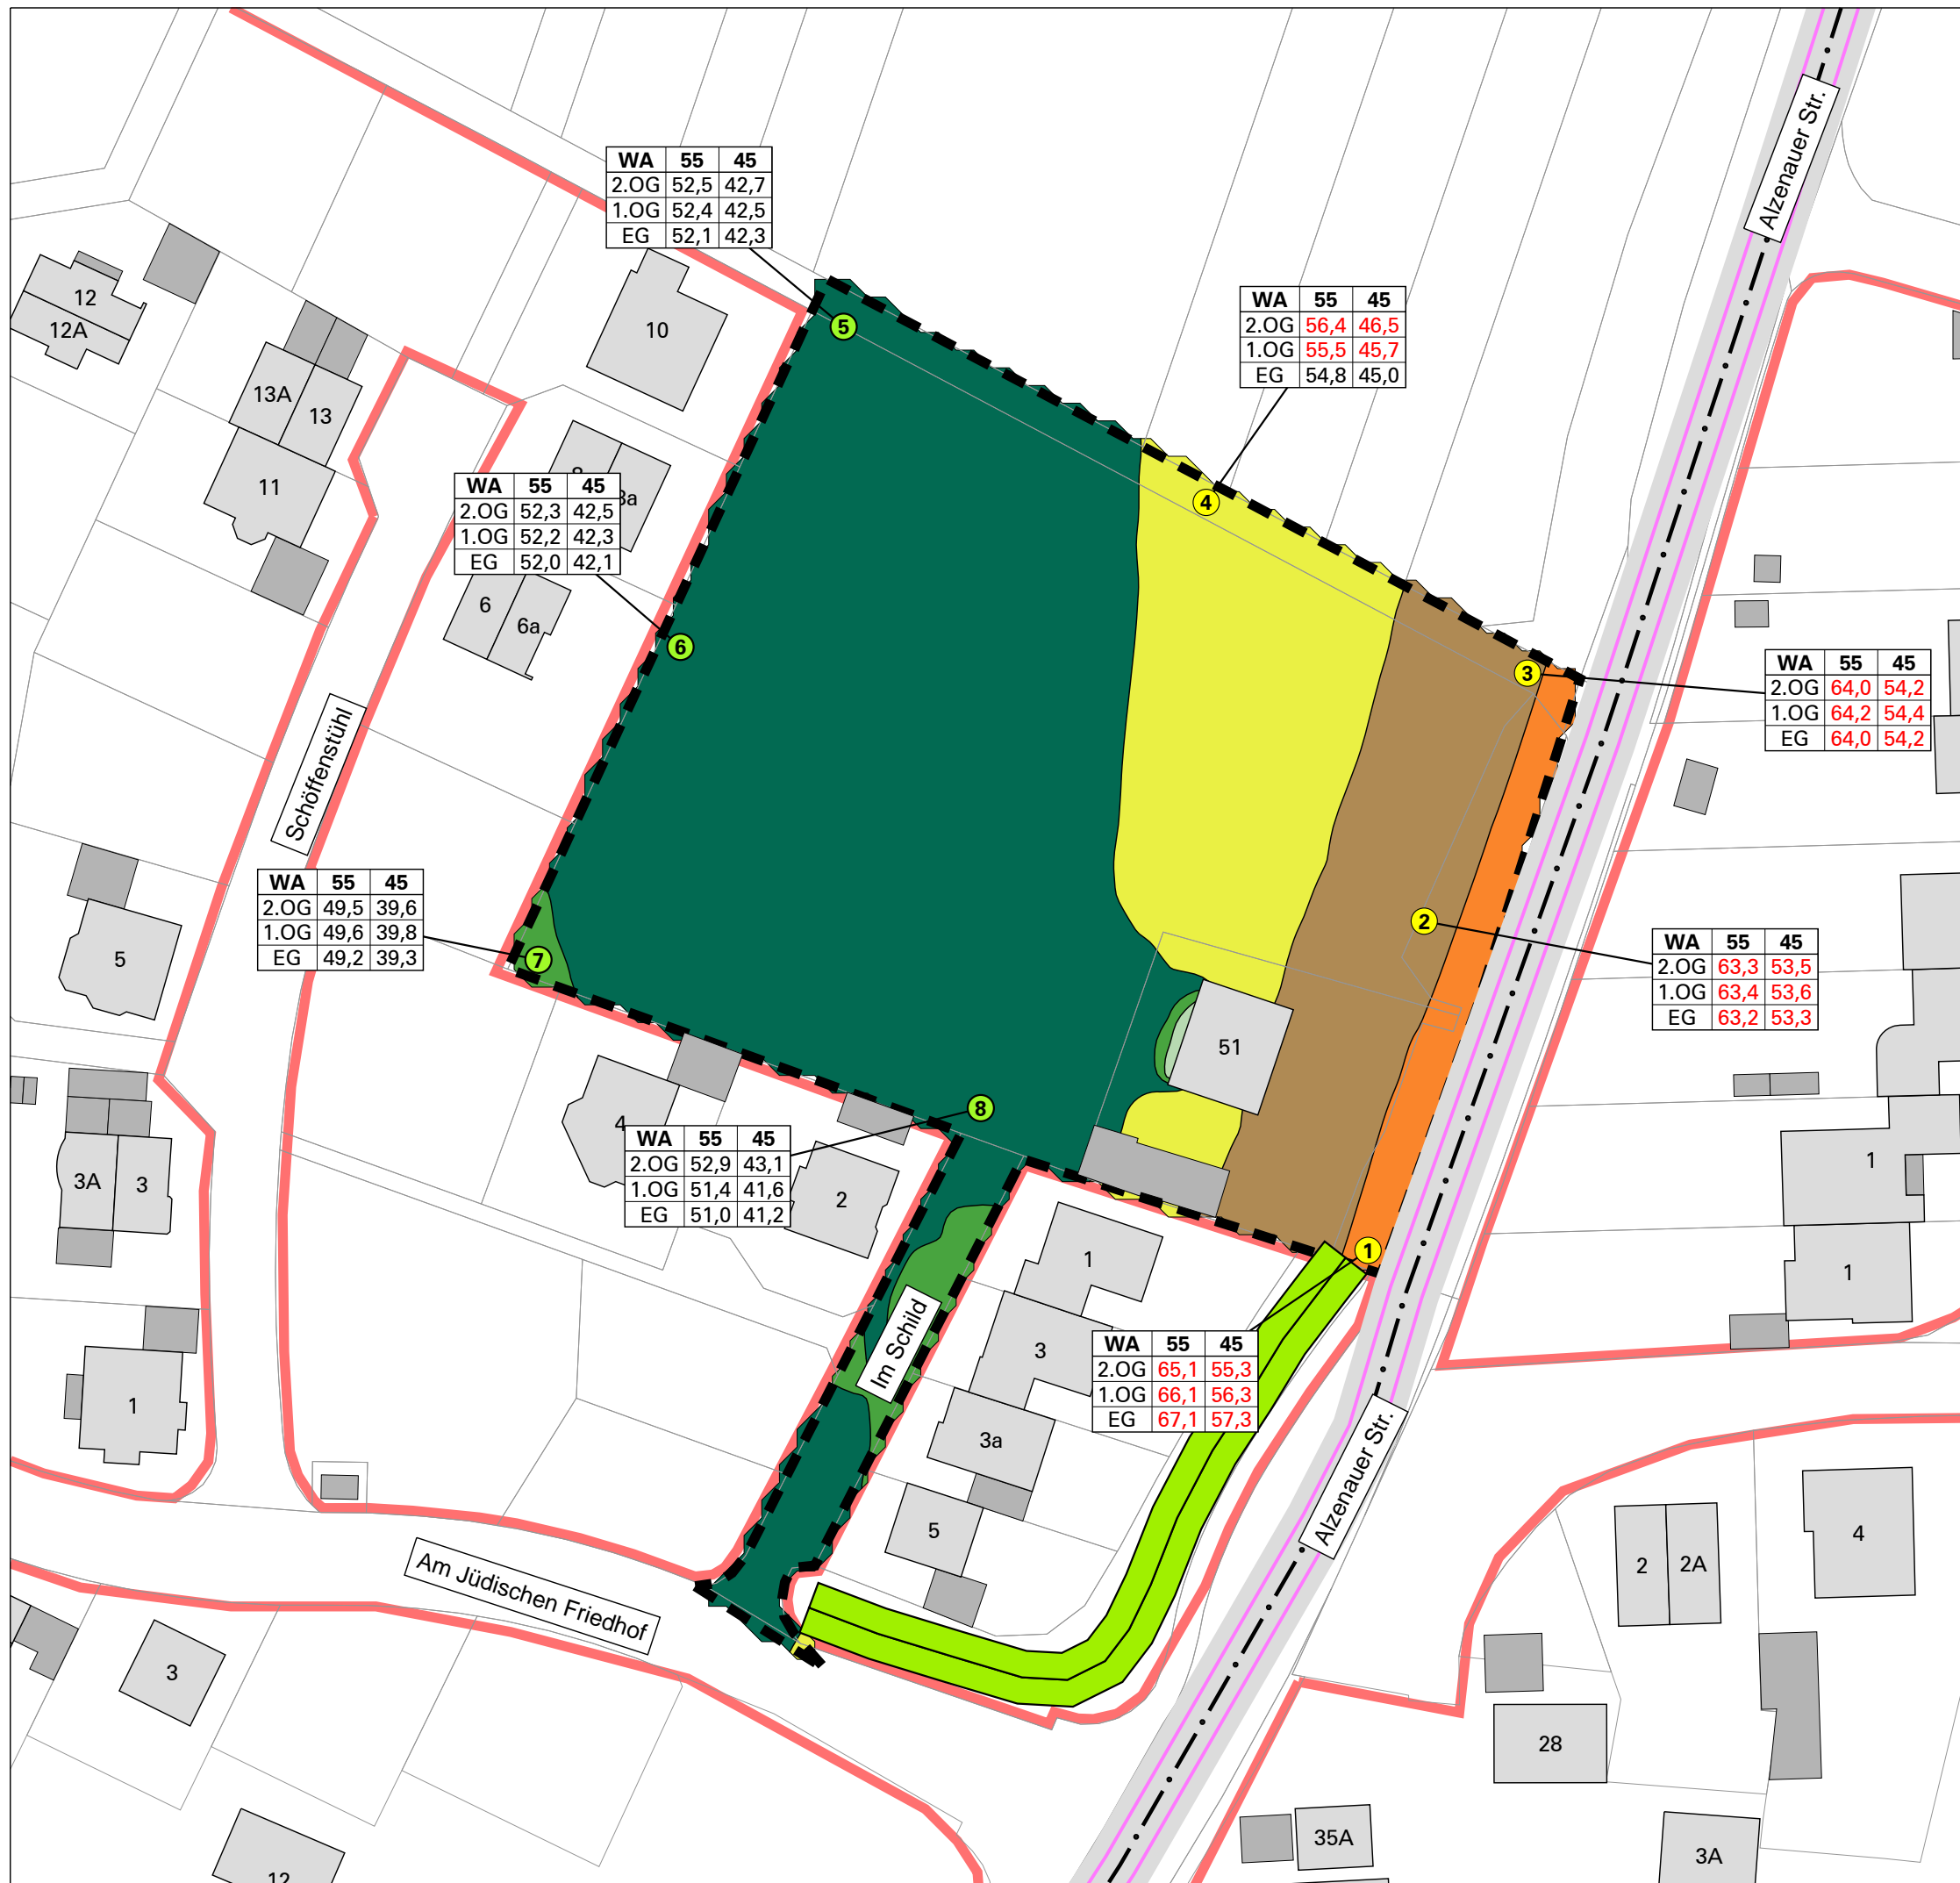 Alzenauer Str.
WA 55 45
2.OG 52,5 42,7
1.OG 52,4 42,5
EG 52,1 42,3
12
12A
10
5
WA 55 45
2.OG 56,4 46,5
1.OG 55,5 45,7
EG 54,8 45,0
13A
13
11
4
8a
WA 55 45
2.OG 52,3 42,5
1.OG 52,2 42,3
EG 52,0 42,1
6
6a
6
3
WA 55 45
2.OG 64,0 54,2
1.OG 64,2 54,4
EG 64,0 54,2
Schöffenstühl
WA 55 45
2.OG 49,5 39,6
1.OG 49,6 39,8
EG 49,2 39,3
7
5
2
WA 55 45
2.OG 63,3 53,5
1.OG 63,4 53,6
EG 63,2 53,3
51
8
4
WA 55 45
2.OG 52,9 43,1
1.OG 51,4 41,6
EG 51,0 41,2
2
3A
3
1
1
1
1
Im Schild
3
WA 55 45
2.OG 65,1 55,3
1.OG 66,1 56,3
EG 67,1 57,3
1
3a
Alzenauer Str.
5
Am Jüdischen Friedhof
2
2A
4
3
28
35A
3A
12